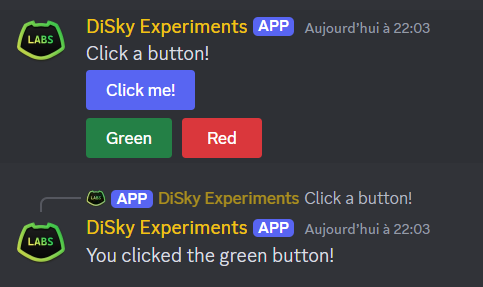 LABS
DiSky Experiments APP Aujourd'hui à 22:03
Click a button!
Click me!
Green Red
LABS APP DiSky Experiments Click a button!
LABS
DiSky Experiments APP Aujourd'hui à 22:03
You clicked the green button!